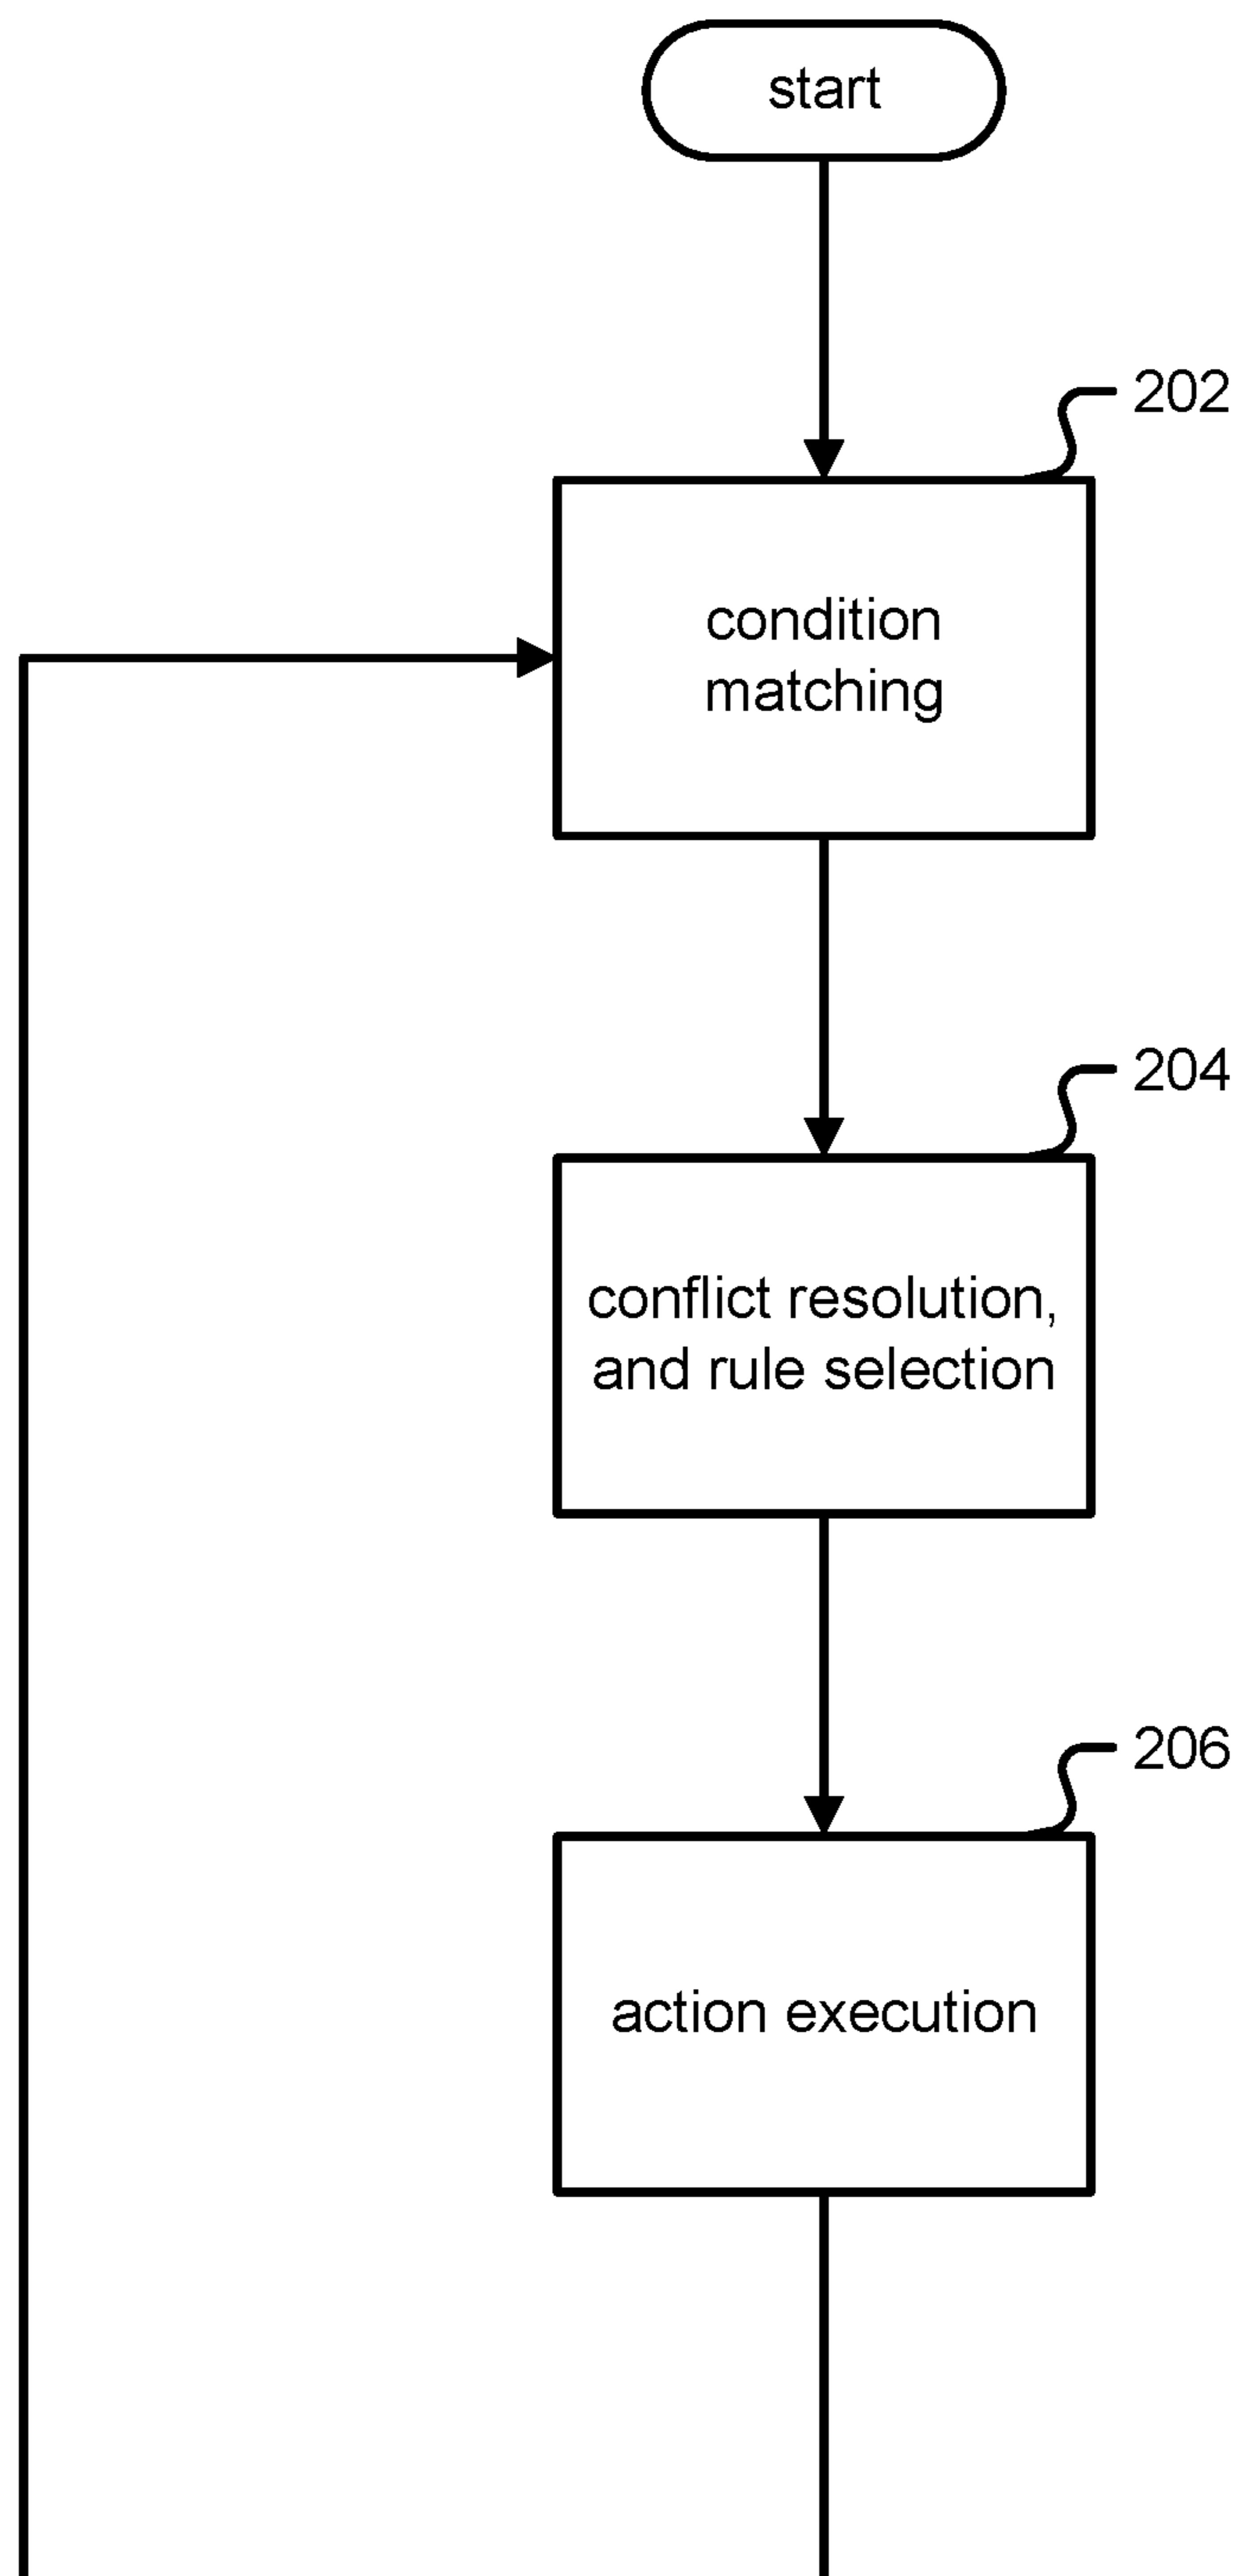 start
202
condition
matching
204
conflict resolution,
and rule selection
206
action execution